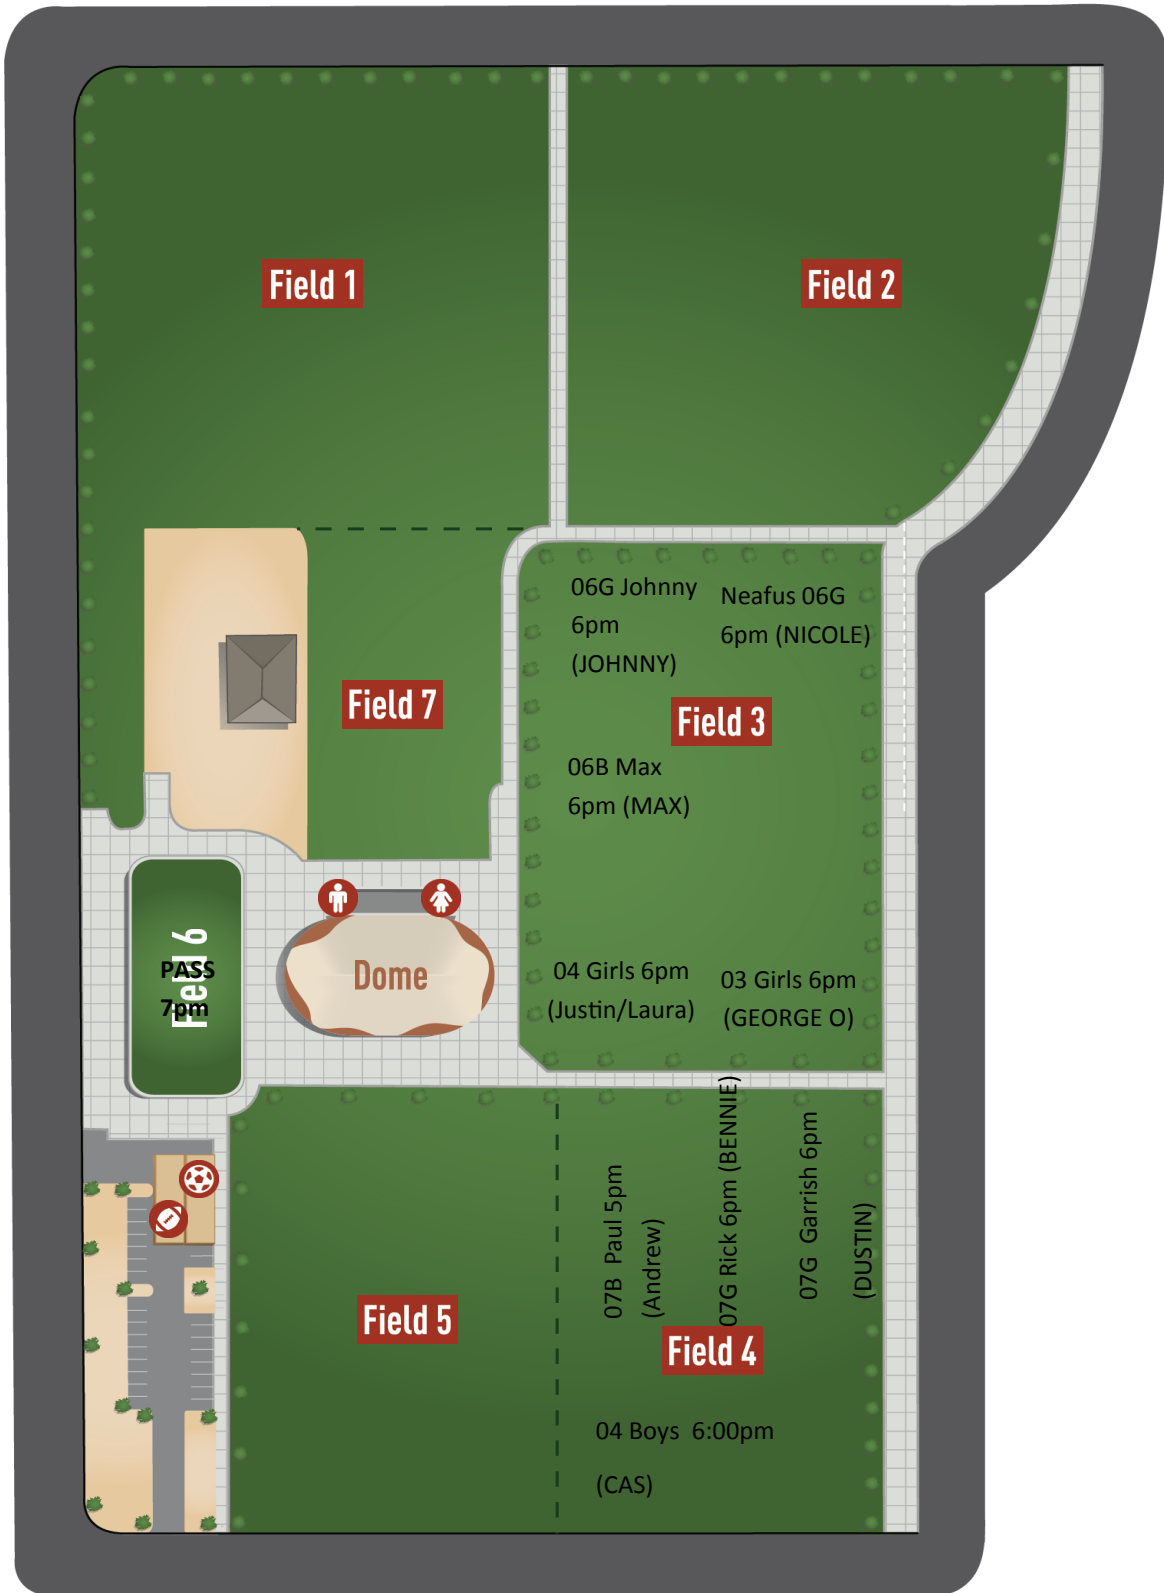 Field 1
Field 2
06G Johnny
6pm
(JOHNNY)
Neafus 06G
6pm (NICOLE)
Field 7
Field 3
06B Max
6pm (MAX)
Field 6
PASS
7pm
Dome
04 Girls 6pm
(Justin/Laura)
03 Girls 6pm
(GEORGE O)
07B  Paul 5pm
(Andrew)
07G Rick 6pm (BENNIE)
07G  Garrish 6pm
(DUSTIN)
Field 5
Field 4
04 Boys  6:00pm
(CAS)